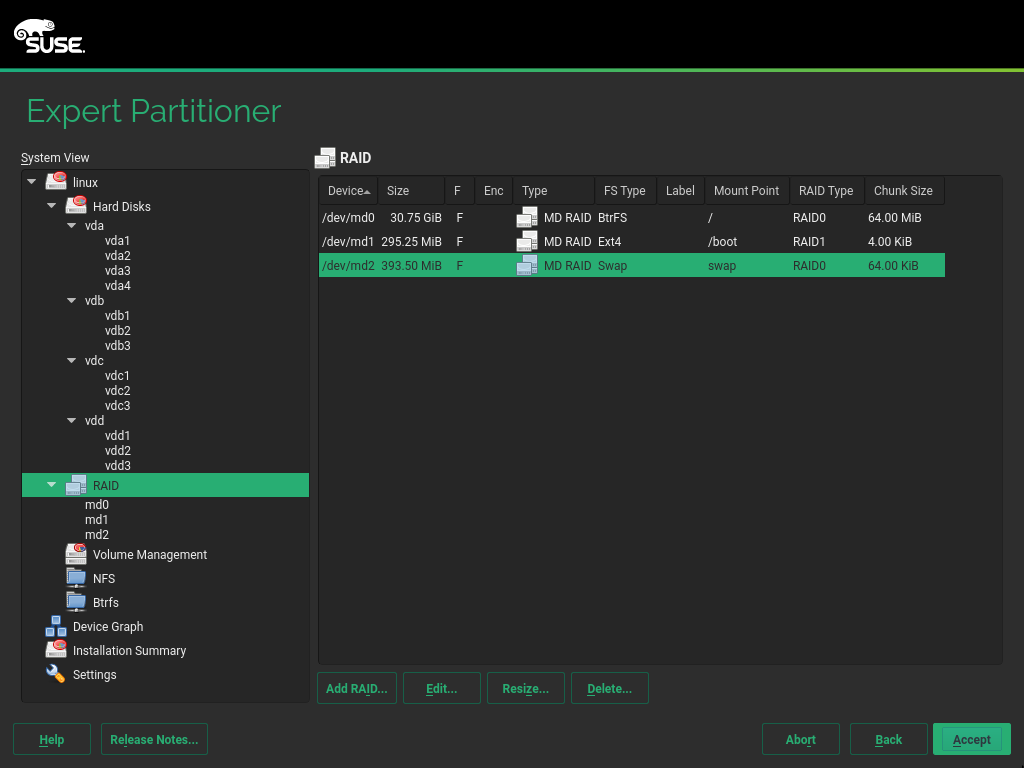 SUSE.
Expert Partitioner
System View
linux
Hard Disks
vda
vda1
vda2
vda3
vda4
vdb
vdb1
vdb2
vdb3
vdc
vdc1
vdc2
vdc3
vdd
vdd1
vdd2
vdd3
RAID
md0
md1
md2
Volume Management
NFS
Btrfs
Device Graph
Installation Summary
Settings
RAID
Device Size F Enc Type FS Type Label Mount Point RAID Type Chunk Size
/dev/md0 30.75 GiB F MD RAID BtrFS / RAID0 64.00 MiB
/dev/md1 295.25 MiB F MD RAID Ext4 /boot RAID1 4.00 KiB
/dev/md2 393.50 MiB F MD RAID Swap swap RAID0 64.00 KiB
Add RAID... Edit... Resize... Delete...
Help Release Notes... Abort Back Accept